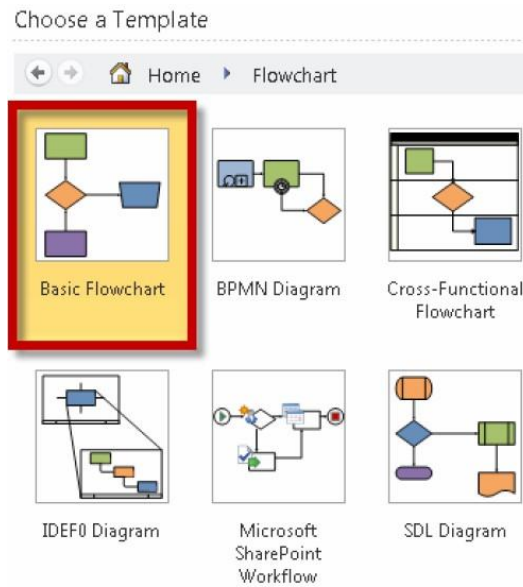 Choose a Template
Home Flowchart
Basic Flowchart
BPMN Diagram
Cross-Functional
Flowchart
IDEF0 Diagram
Microsoft
SharePoint
Workflow
SDL Diagram